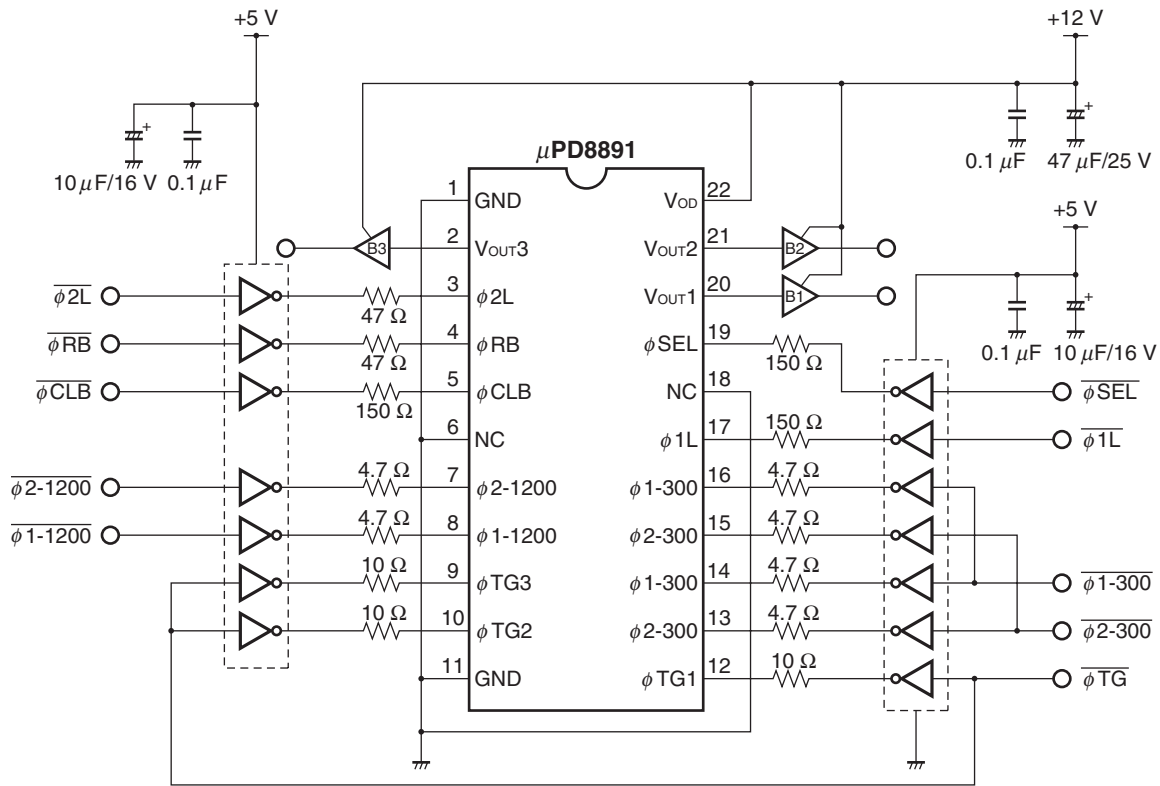 +5 V
+12 V
+
10 μF/16 V
0.1 μF
0.1 μF
+
47 μF/25 V
μPD8891
+5 V
+
0.1 μF
10 μF/16 V
1
GND
2
VOUT3
B3
3
φ2L
47 Ω
φ2L
4
φRB
47 Ω
φRB
5
φCLB
150 Ω
φCLB
6
NC
7
φ2-1200
4.7 Ω
φ2-1200
8
φ1-1200
4.7 Ω
φ1-1200
9
φTG3
10 Ω
10
φTG2
10 Ω
11
GND
22
VOD
21
VOUT2
B2
20
VOUT1
B1
19
φSEL
150 Ω
φSEL
18
NC
17
φ1L
150 Ω
φ1L
16
φ1-300
4.7 Ω
15
φ2-300
4.7 Ω
14
φ1-300
4.7 Ω
φ1-300
13
φ2-300
4.7 Ω
φ2-300
12
φTG1
10 Ω
φTG